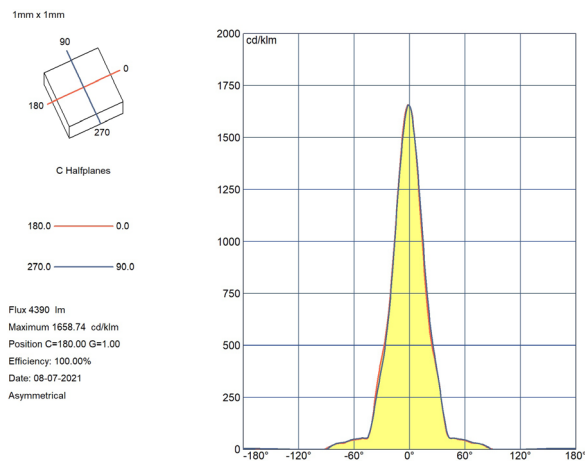 1mm x 1mm
90
0
180
270
C Halfplanes
180.0 0.0
270.0 90.0
Flux 4390 lm
Maximum 1658.74 cd/klm
Position C=180.00 G=1.00
Efficiency: 100.00%
Date: 08-07-2021
Asymmetrical
2000
cd/klm
1750
1500
1250
1000
750
500
250
0
-180° -120° -60° 0° 60° 120° 180°